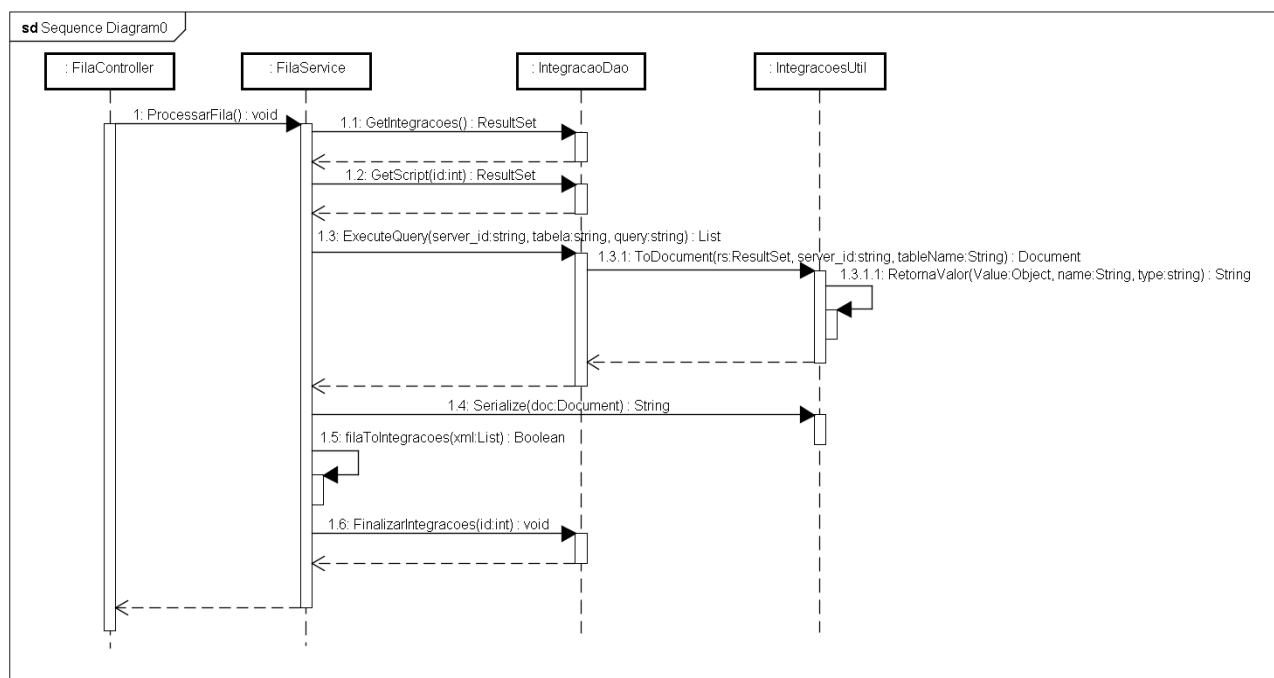 sd Sequence Diagram0
: FilaController
: FilaService
: IntegracaoDao
: IntegracoesUtil
1: ProcessarFila() : void
1.1: GetIntegracoes() : ResultSet
1.2: GetScript(id:int) : ResultSet
1.3: ExecuteQuery(server_id:string, tabela:string, query:string) : List
1.3.1: ToDocument(rs:ResultSet, server_id:string, tableName:String) : Document
1.3.1.1: RetornaValor(Value:Object, name:String, type:string) : String
1.4: Serialize(doc:Document) : String
1.5: filaToIntegracoes(xml:List) : Boolean
1.6: FinalizarIntegracoes(id:int) : void